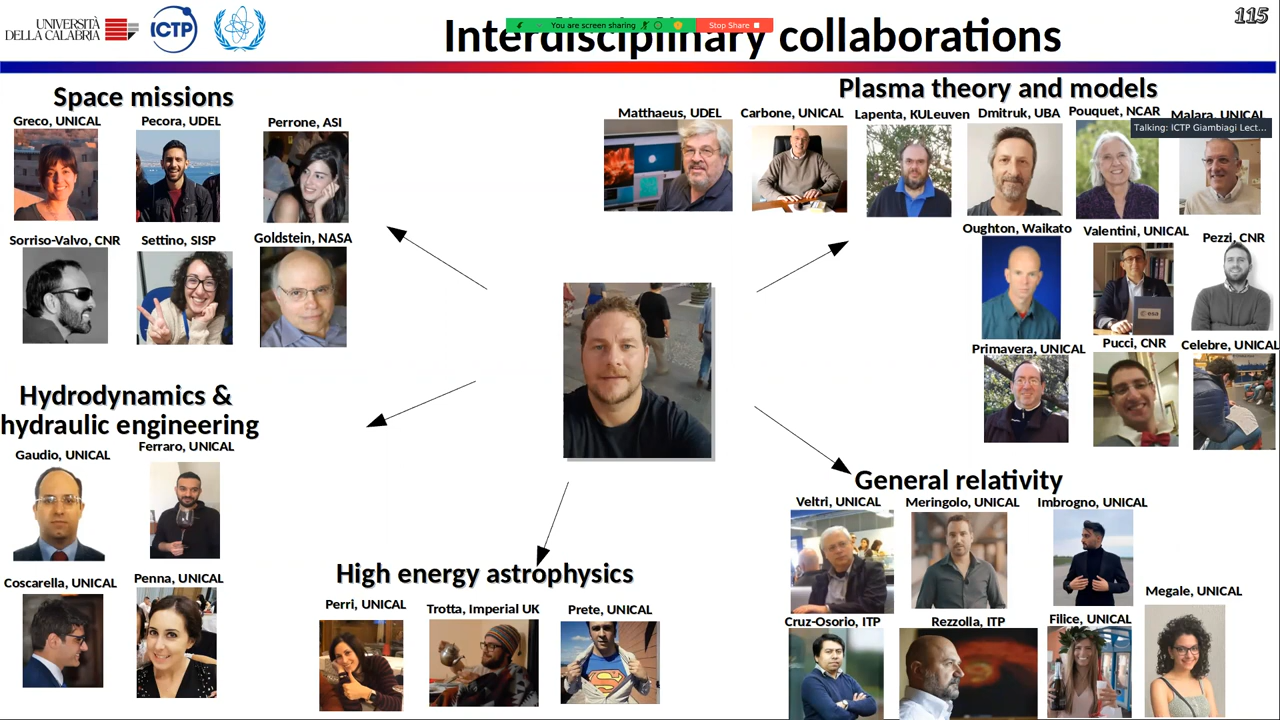 UNIVERSITÀ
DELLA CALABRIA
ICTP
You are screen sharing
Stop Share
Interdisciplinary collaborations
115
Space missions
Greco, UNICAL
Pecora, UDEL
Perrone, ASI
Sorriso-Valvo, CNR
Settino, SISP
Goldstein, NASA
Plasma theory and models
Matthaeus, UDEL
Carbone, UNICAL
Lapenta, KULeuven
Dmitruk, UBA
Pouquet, NCAR
Malara, UNICAL
Talking: ICTP Giambiagi Lect...
Oughton, Waikato
Valentini, UNICAL
Pezzi, CNR
esa
Primavera, UNICAL
Pucci, CNR
Celebre, UNICAL
Hydrodynamics &
hydraulic engineering
Gaudio, UNICAL
Ferraro, UNICAL
Coscarella, UNICAL
Penna, UNICAL
High energy astrophysics
Perri, UNICAL
Trotta, Imperial UK
Prete, UNICAL
General relativity
Veltri, UNICAL
Meringolo, UNICAL
Imbrogno, UNICAL
Cruz-Osorio, ITP
Rezzolla, ITP
Filice, UNICAL
Megale, UNICAL